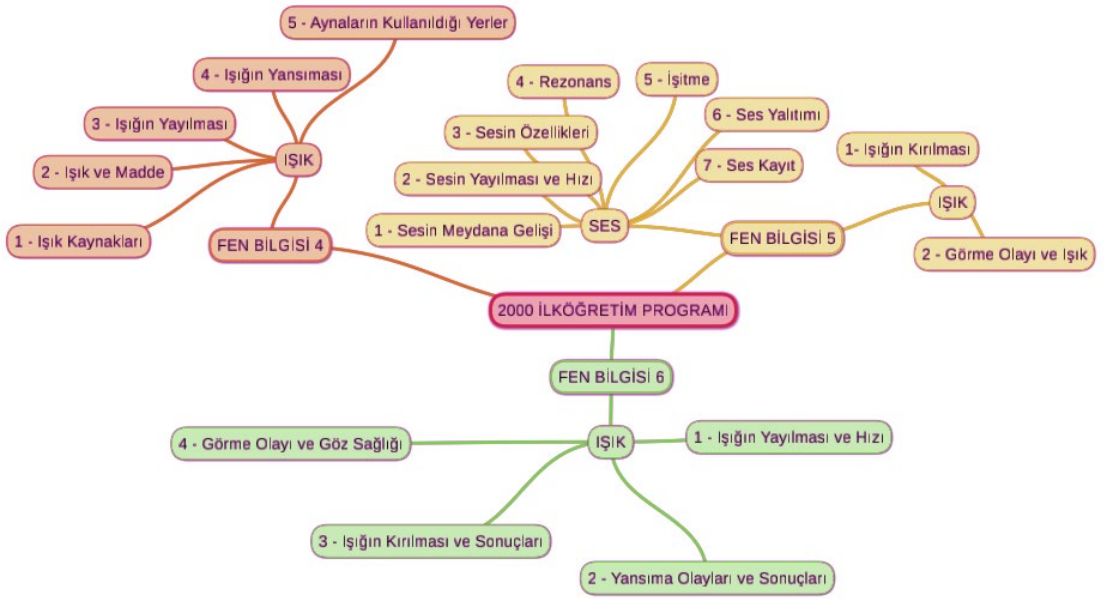 5 - Aynaların Kullanıldığı Yerler
4 - Işığın Yansıması
3 - Işığın Yayılması
2 - Işık ve Madde
1 - Işık Kaynakları
IŞIK
FEN BİLGİSİ 4
4 - Rezonans
5 - İşitme
3 - Sesin Özellikleri
6 - Ses Yalıtımı
2 - Sesin Yayılması ve Hızı
7 - Ses Kayıt
1 - Sesin Meydana Gelişi
SES
FEN BİLGİSİ 5
1- Işığın Kırılması
IŞIK
2 - Görme Olayı ve Işık
2000 İLKÖĞRETİM PROGRAMI
FEN BİLGİSİ 6
IŞIK
4 - Görme Olayı ve Göz Sağlığı
1 - Işığın Yayılması ve Hızı
3 - Işığın Kırılması ve Sonuçları
2 - Yansıma Olayları ve Sonuçları